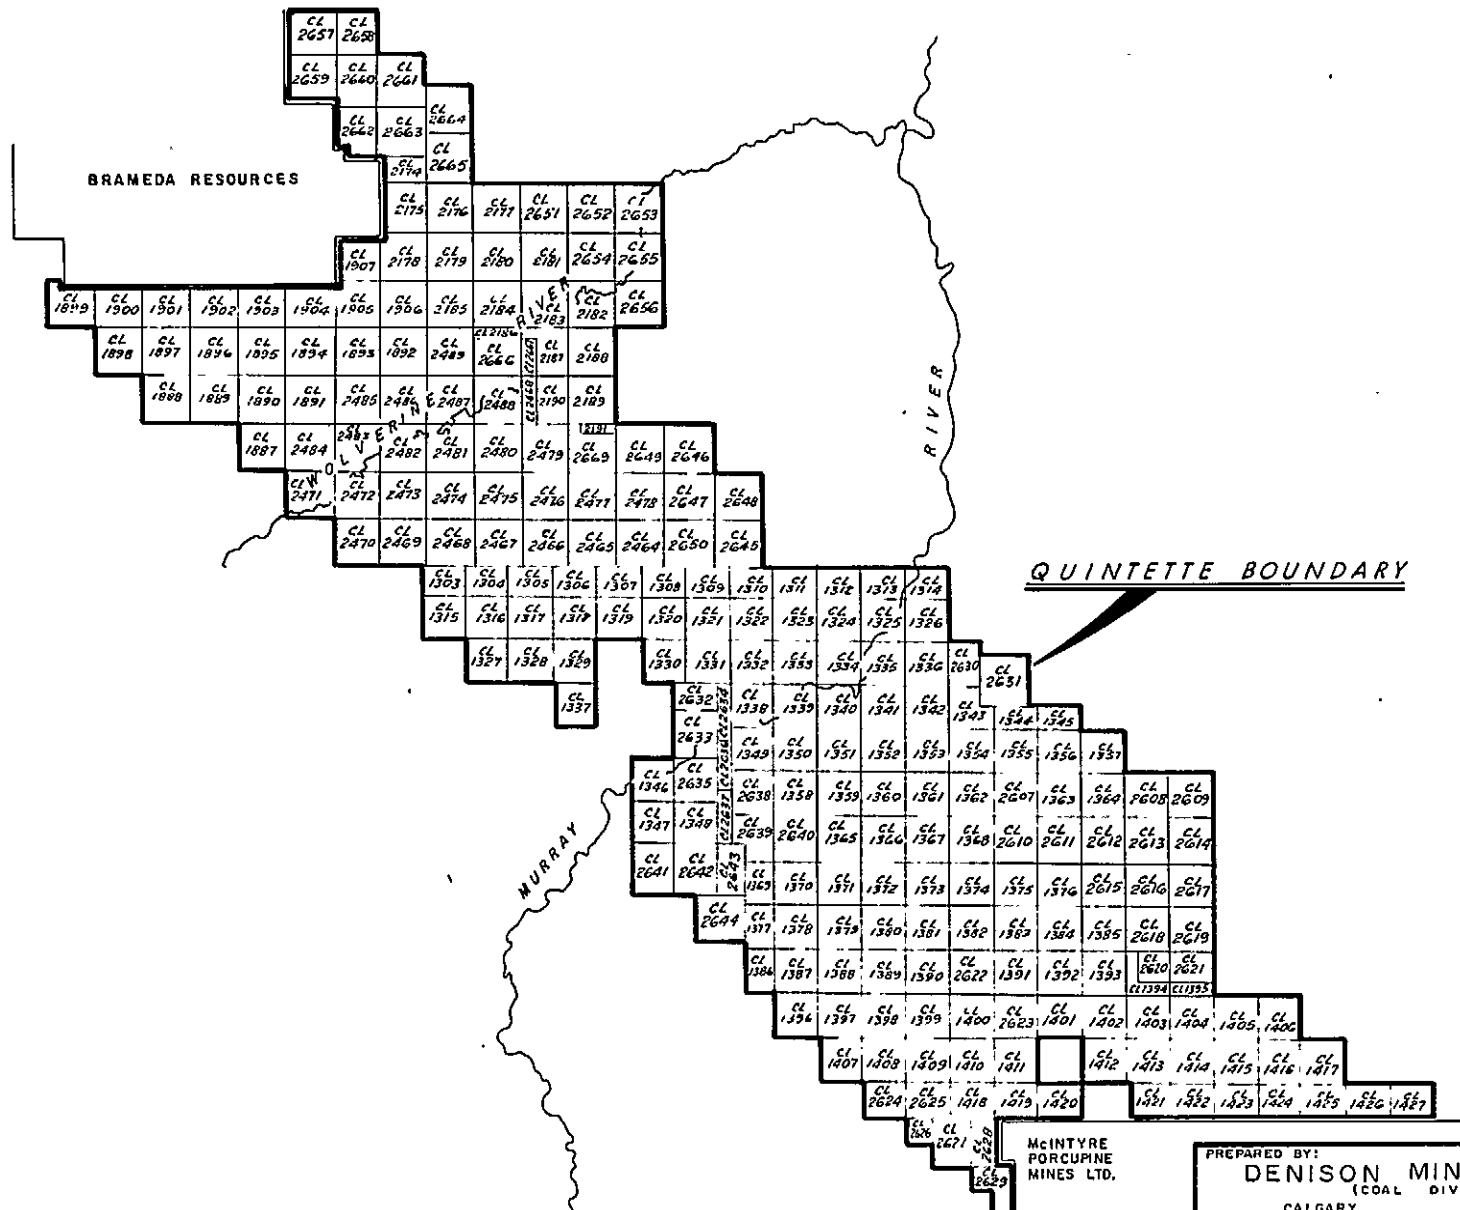 CL 2657 CL 2658
CL 2659 CL 2660 CL 2661
CL 2662 CL 2663 CL 2664
CL 2174 CL 2665
BRAMEDA RESOURCES
CL 2175 CL 2176 CL 2177 CL 2651 CL 2652 CL 2653
CL 1907 CL 2178 CL 2179 CL 2180 CL 2181 CL 2654 CL 2655
CL 1899 CL 1900 CL 1901 CL 1902 CL 1903 CL 1904 CL 1905 CL 1906 CL 2185 CL 2184 CL 2183 CL 2182 CL 2656
CL 2186
CL 1898 CL 1897 CL 1896 CL 1895 CL 1894 CL 1893 CL 1892 CL 2489 CL 2666 CL 2667 CL 2187 CL 2188
CL 1888 CL 1889 CL 1890 CL 1891 CL 2485 CL 2486 CL 2487 CL 2488 CL 2668 CL 2190 CL 2189
2191
WOLVERINE RIVER
CL 1887 CL 2484 CL 2483 CL 2482 CL 2481 CL 2480 CL 2479 CL 2669 CL 2649 CL 2646
CL 2471 CL 2472 CL 2473 CL 2474 CL 2475 CL 2476 CL 2477 CL 2478 CL 2647 CL 2648
CL 2470 CL 2469 CL 2468 CL 2467 CL 2466 CL 2465 CL 2464 CL 2650 CL 2645
CL 1303 CL 1304 CL 1305 CL 1306 CL 1307 CL 1308 CL 1309 CL 1310 CL 1311 CL 1312 CL 1313 CL 1314
QUINTETTE BOUNDARY
CL 1315 CL 1316 CL 1317 CL 1318 CL 1319 CL 1320 CL 1321 CL 1322 CL 1323 CL 1324 CL 1325 CL 1326
CL 1327 CL 1328 CL 1329 CL 1330 CL 1331 CL 1332 CL 1333 CL 1334 CL 1335 CL 1336 CL 2630 CL 2631
CL 1337 CL 2632 CL 2634 CL 1338 CL 1339 CL 1340 CL 1341 CL 1342 CL 1343 CL 1344 CL 1345
CL 2633 CL 2636 CL 1349 CL 1350 CL 1351 CL 1352 CL 1353 CL 1354 CL 1355 CL 1356 CL 1357
CL 1346 CL 2635 CL 2637 CL 2638 CL 1358 CL 1359 CL 1360 CL 1361 CL 1362 CL 2607 CL 1363 CL 1364 CL 2608 CL 2609
CL 1347 CL 1348 CL 2639 CL 2640 CL 1365 CL 1366 CL 1367 CL 1368 CL 2610 CL 2611 CL 2612 CL 2613 CL 2614
CL 2641 CL 2642 CL 2643 CL 1369 CL 1370 CL 1371 CL 1372 CL 1373 CL 1374 CL 1375 CL 1376 CL 2615 CL 2616 CL 2617
MURRAY RIVER
CL 2644 CL 1377 CL 1378 CL 1379 CL 1380 CL 1381 CL 1382 CL 1383 CL 1384 CL 1385 CL 2618 CL 2619
CL 1386 CL 1387 CL 1388 CL 1389 CL 1390 CL 2622 CL 1391 CL 1392 CL 1393 CL 2620 CL 2621
CL 1394 CL 1395
CL 1396 CL 1397 CL 1398 CL 1399 CL 1400 CL 2623 CL 1401 CL 1402 CL 1403 CL 1404 CL 1405 CL 1406
CL 1407 CL 1408 CL 1409 CL 1410 CL 1411 CL 1412 CL 1413 CL 1414 CL 1415 CL 1416 CL 1417
CL 2624 CL 2625 CL 1418 CL 1419 CL 1420 CL 1421 CL 1422 CL 1423 CL 1424 CL 1425 CL 1426 CL 1427
CL 2626 CL 2627 CL 2628
CL 2629
McINTYRE
PORCUPINE
MINES LTD.
PREPARED BY:
DENISON MIN
(COAL DIV
CALGARY